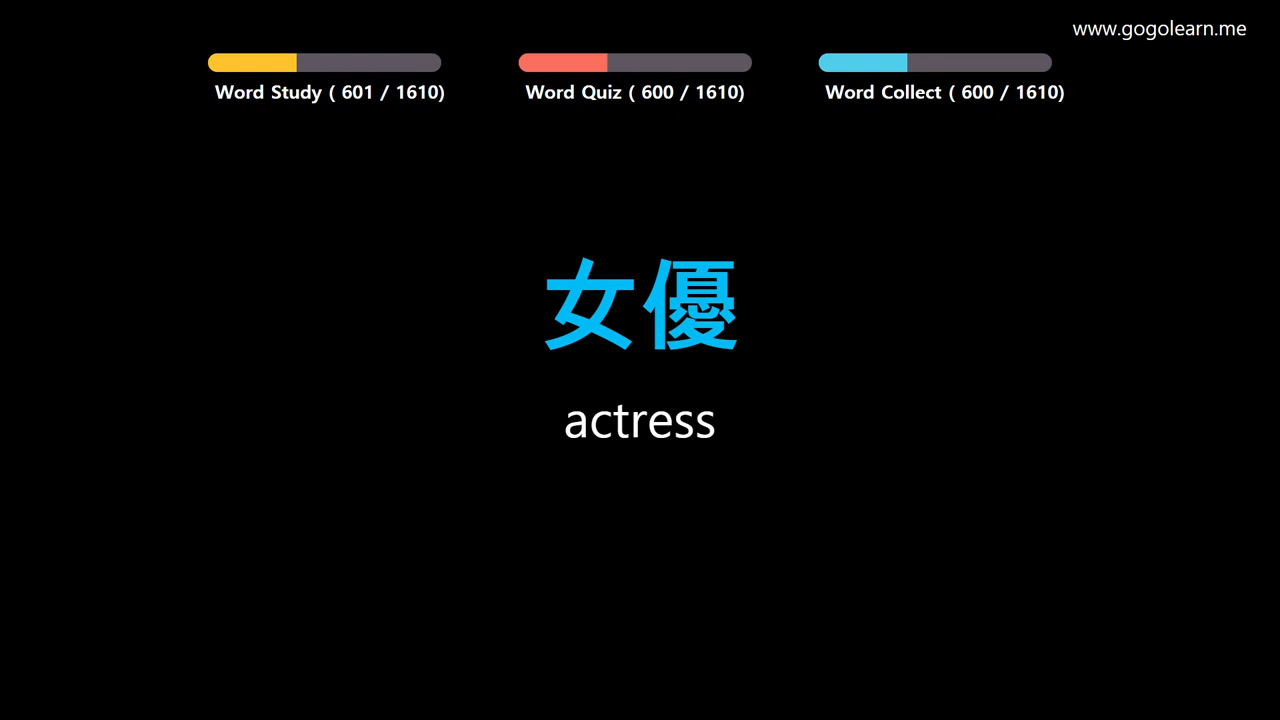 www.gogolearn.me
Word Study ( 601 / 1610)
Word Quiz ( 600 / 1610)
Word Collect ( 600 / 1610)
女優
actress